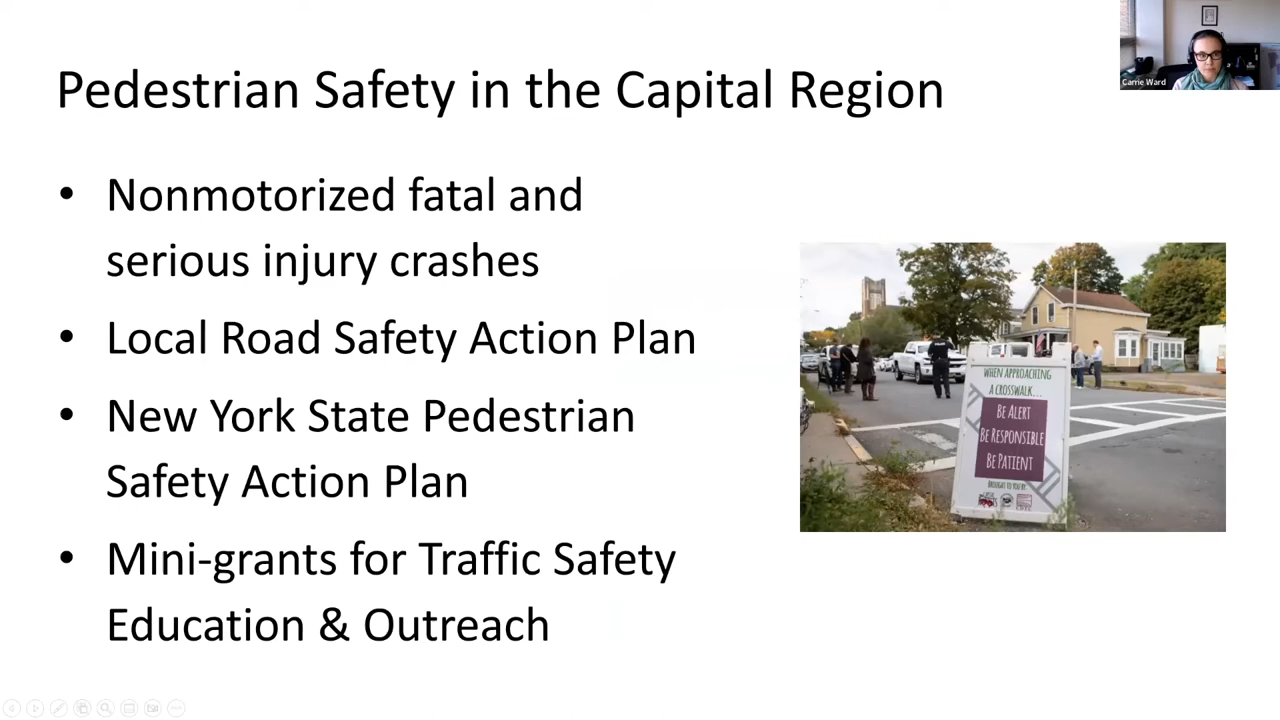 Pedestrian Safety in the Capital Region
Carrie Ward
• Nonmotorized fatal and
serious injury crashes
• Local Road Safety Action Plan
• New York State Pedestrian
Safety Action Plan
• Mini-grants for Traffic Safety
Education & Outreach
WHEN APPROACHING
A CROSSWALK...
BE ALERT
BE RESPONSIBLE
BE PATIENT
BROUGHT TO YOU BY: